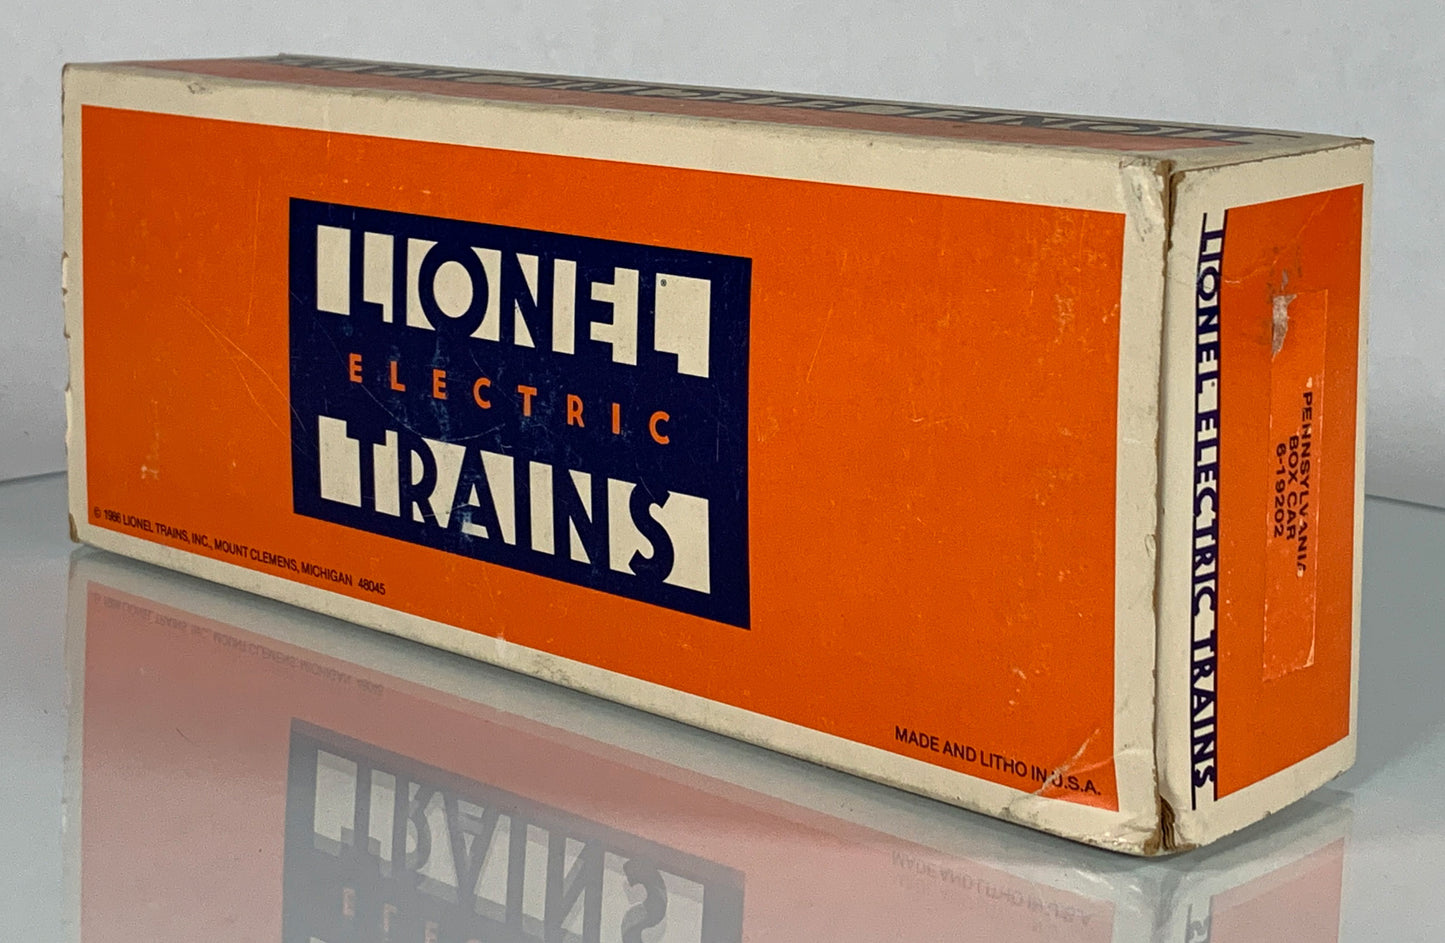 LIONEL®
ELECTRIC
TRAINS
© 1986 LIONEL TRAINS, INC., MOUNT CLEMENS, MICHIGAN 48045
MADE AND LITHO IN U.S.A.
LIONEL ELECTRIC TRAINS
PENNSYLVANIA
BOX CAR
6-19202